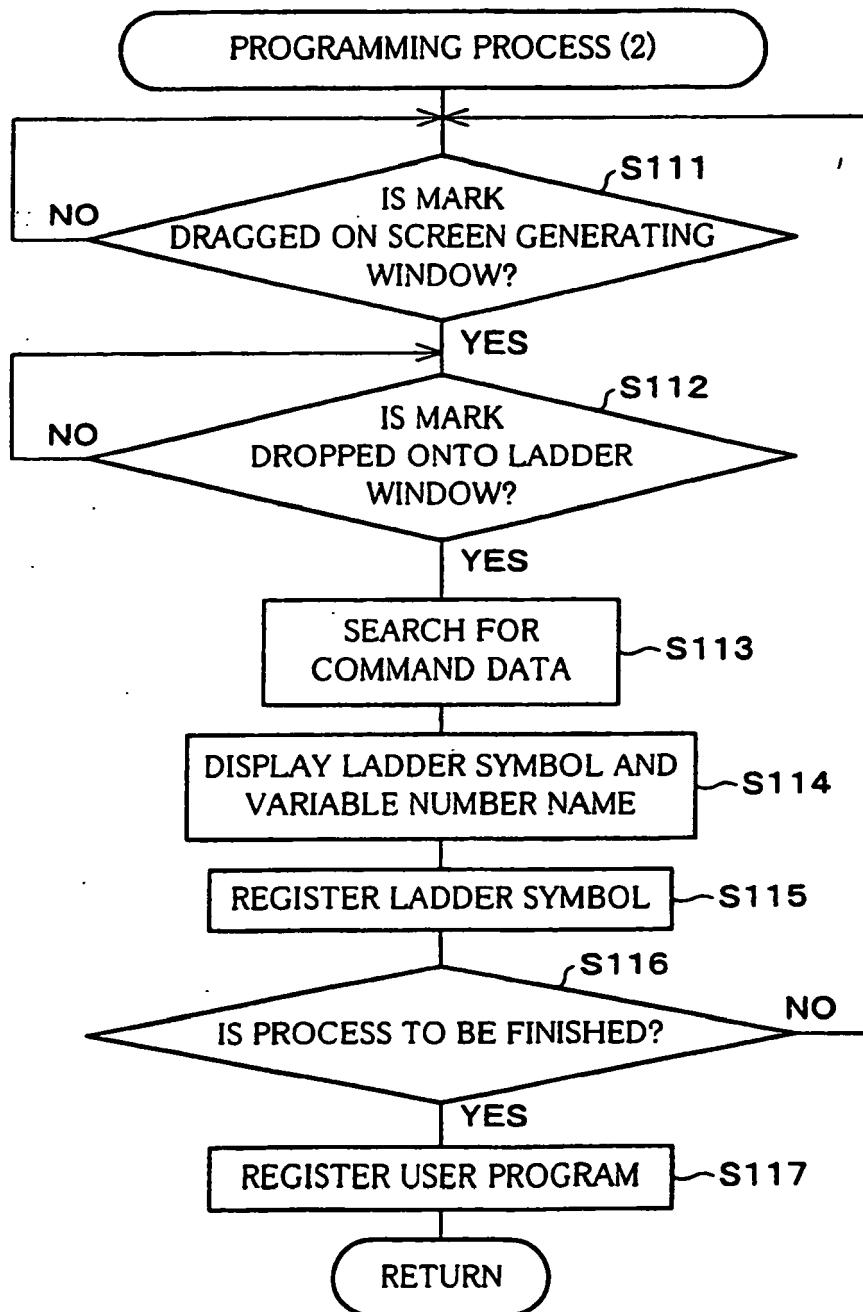 PROGRAMMING PROCESS (2)
S111
IS MARK
NO
DRAGGED ON SCREEN GENERATING
WINDOW?
YES
S112
IS MARK
NO
DROPPED ONTO LADDER
WINDOW?
YES
SEARCH FOR
COMMAND DATA
S113
DISPLAY LADDER SYMBOL AND
VARIABLE NUMBER NAME
S114
REGISTER LADDER SYMBOL
S115
S116
NO
IS PROCESS TO BE FINISHED?
YES
REGISTER USER PROGRAM
S117
RETURN